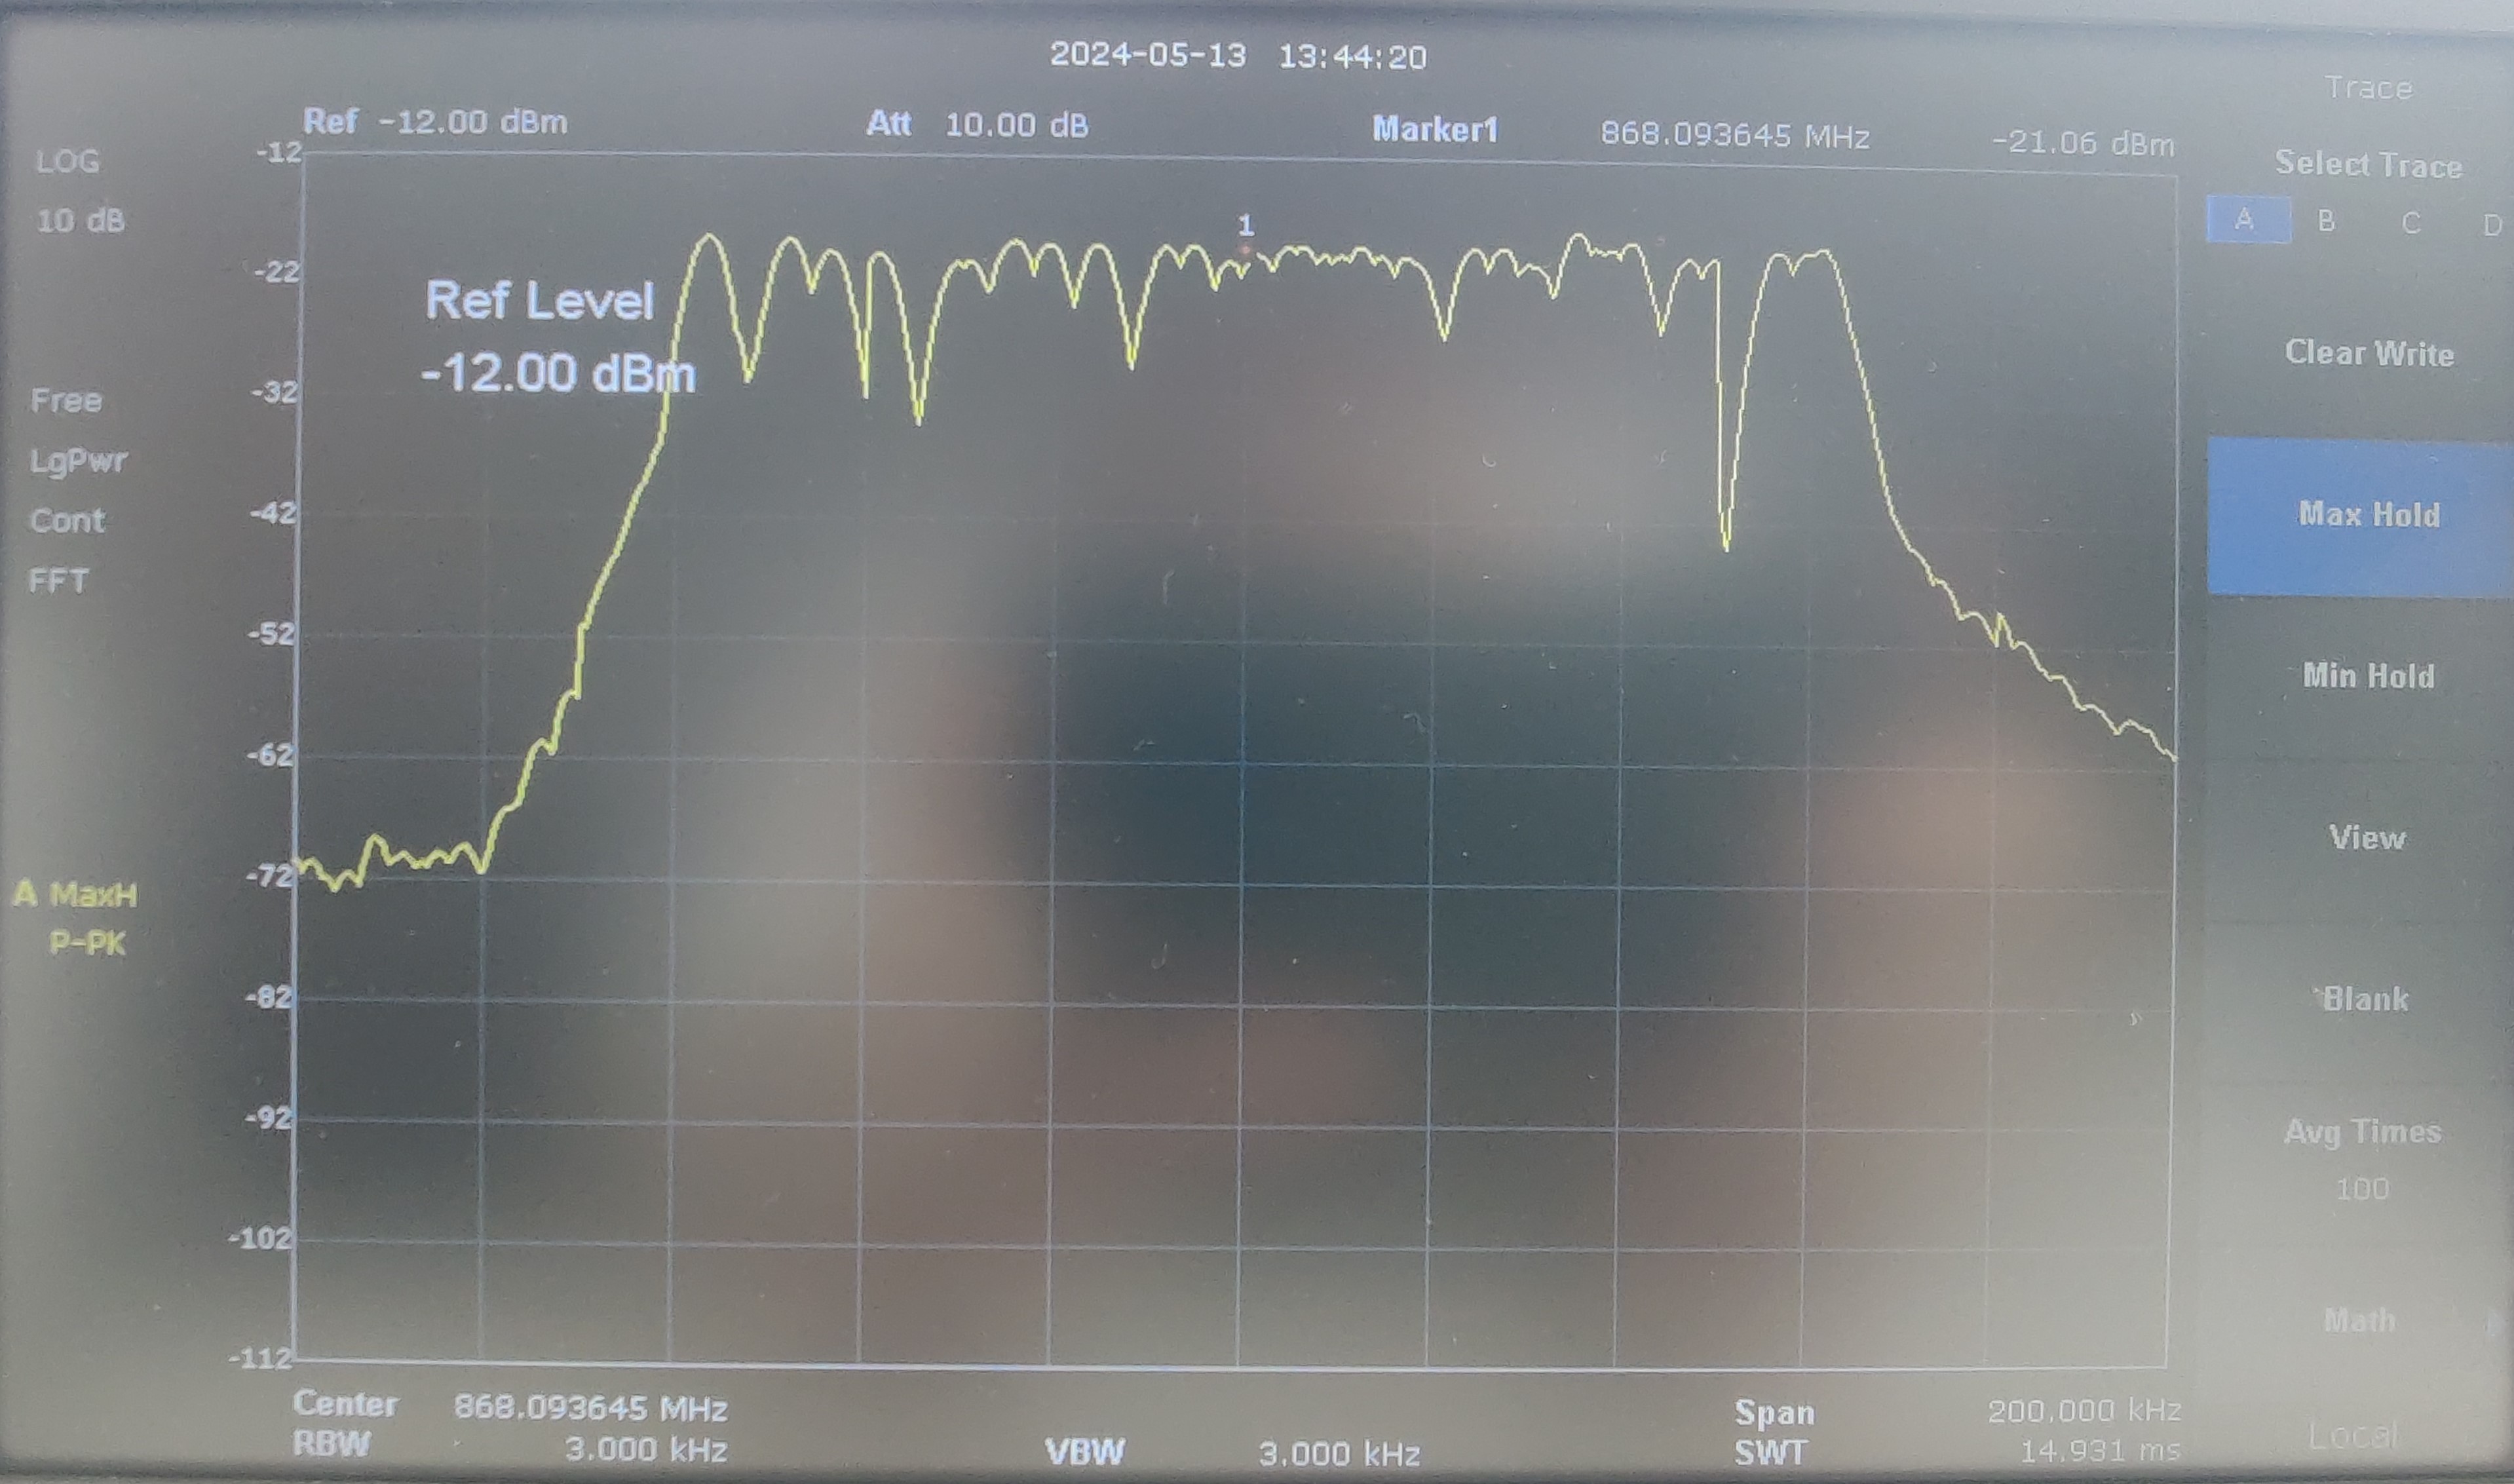 2024-05-13 13:44:20
Ref -12.00 dBm Att 10.00 dB Marker1 868.093645 MHz -21.06 dBm
LOG
10 dB
Free
LgPwr
Cont
FFT
A MaxH
P-PK
-12
-22
-32
-42
-52
-62
-72
-82
-92
-102
-112
1
Ref Level
-12.00 dBm
Trace
Select Trace
A B C D
Clear Write
Max Hold
Min Hold
View
Blank
Avg Times
100
Math
Local
Center 868.093645 MHz Span 200.000 kHz
RBW 3.000 kHz VBW 3.000 kHz SWT 14.931 ms